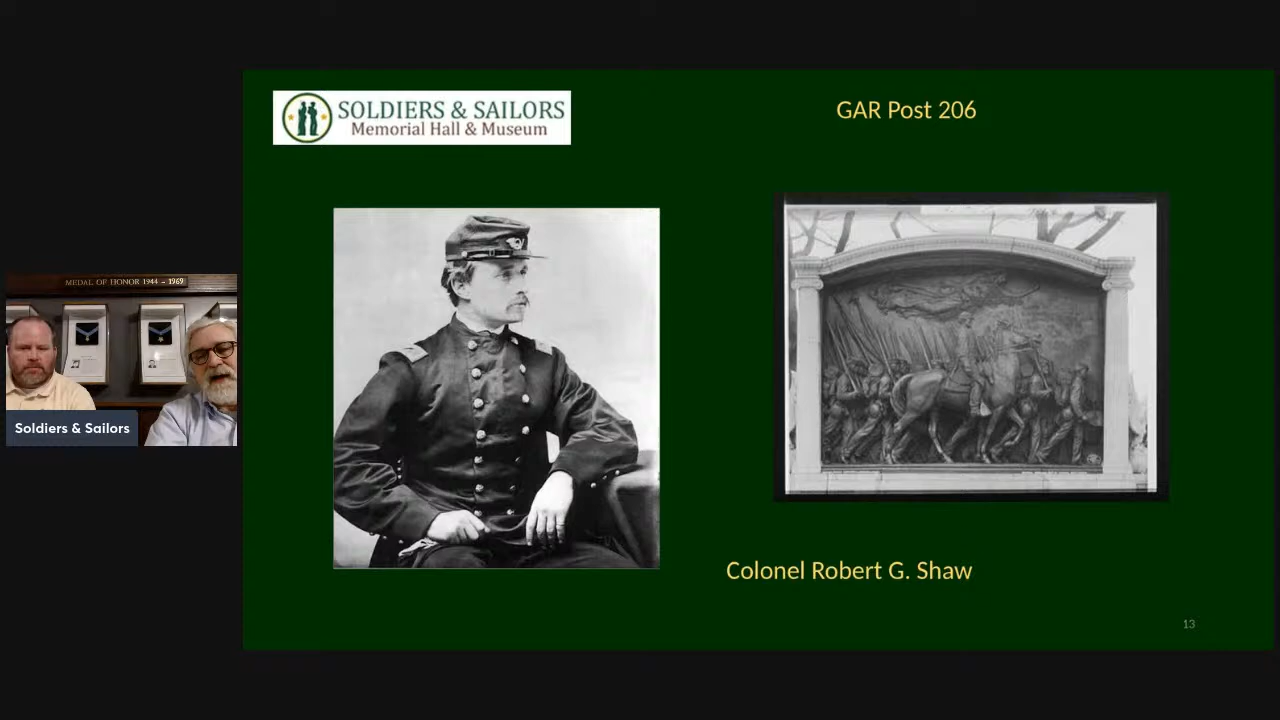 SOLDIERS & SAILORS
Memorial Hall & Museum
GAR Post 206
MEDAL OF HONOR 1944 - 1969
Soldiers & Sailors
Colonel Robert G. Shaw
13